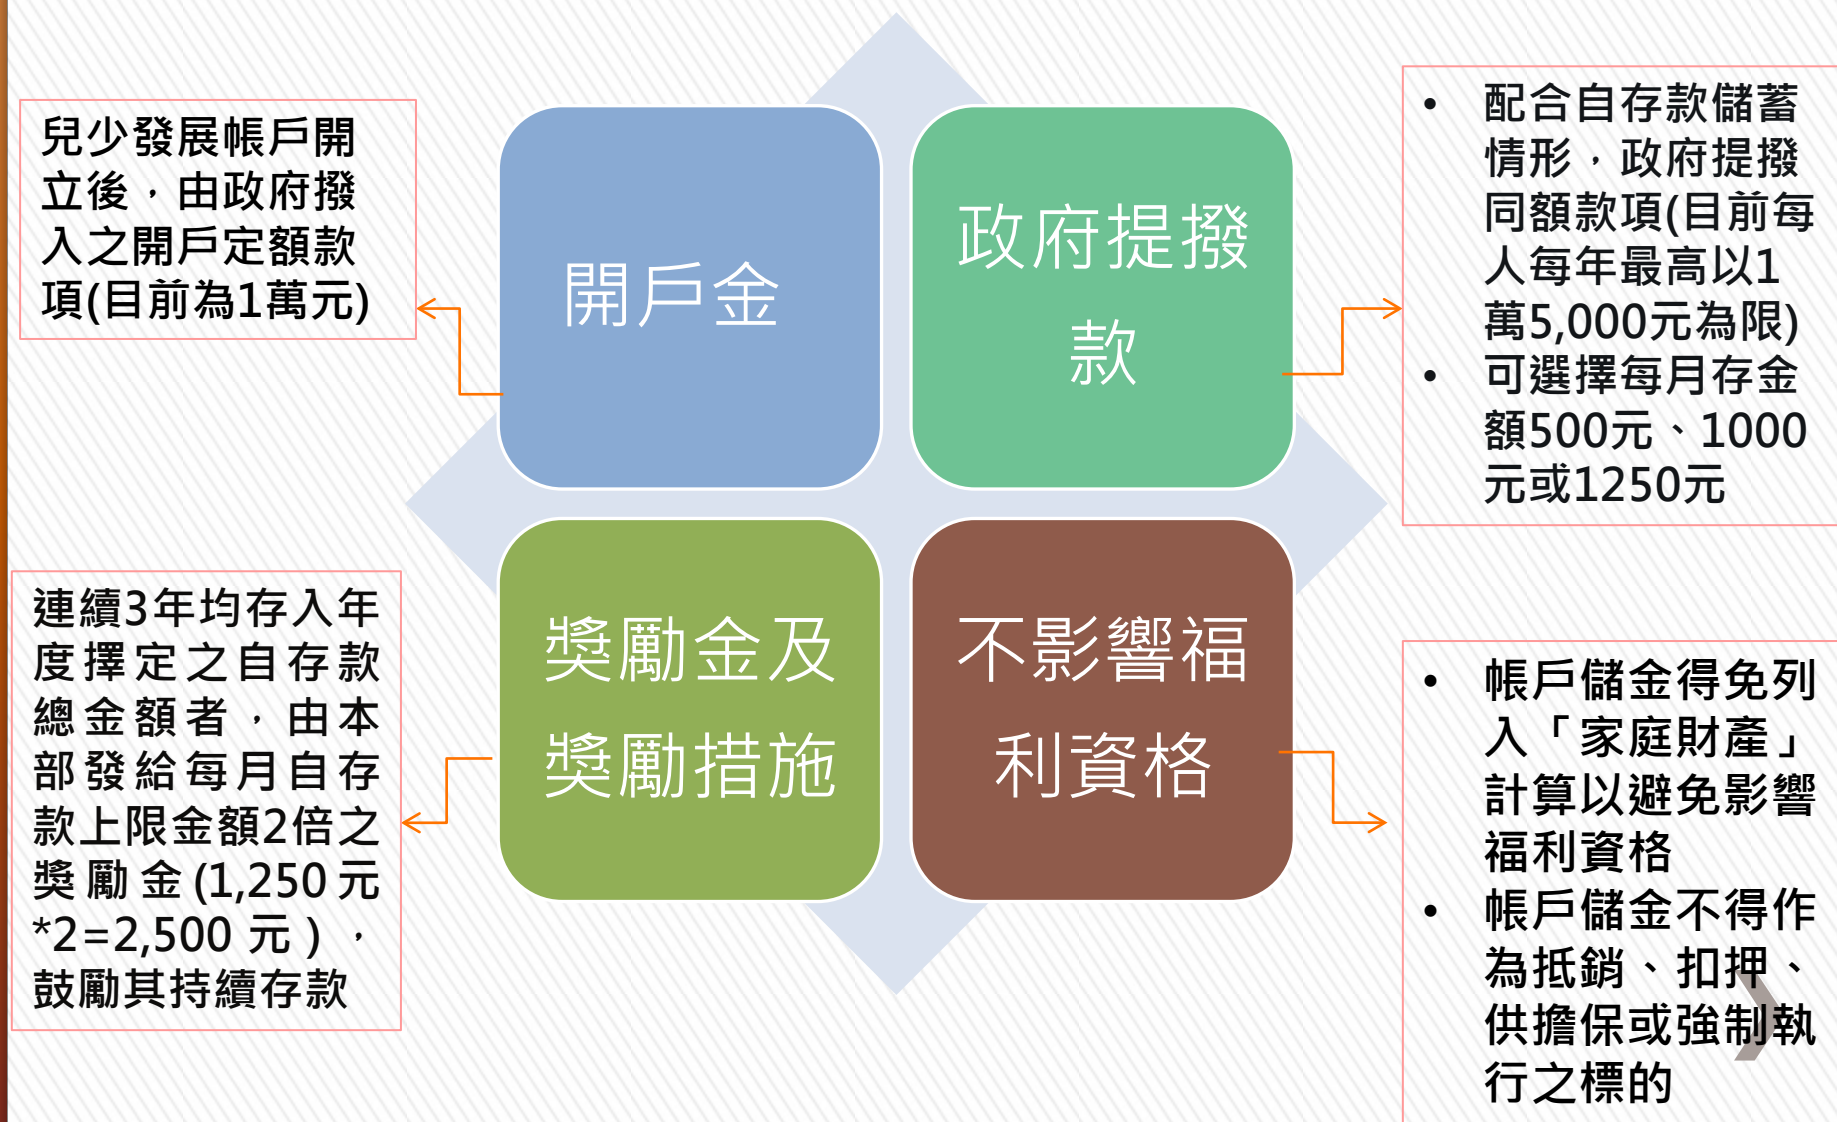 兒少發展帳戶開
立後，由政府撥
入之開戶定額款
項(目前為1萬元)
開戶金
政府提撥
款
• 配合自存款儲蓄
情形，政府提撥
同額款項(目前每
人每年最高以1
萬5,000元為限)
• 可選擇每月存金
額500元、1000
元或1250元
連續3年均存入年
度擇定之自存款
總金額者，由本
部發給每月自存
款上限金額2倍之
獎勵金(1,250元
*2=2,500元)，
鼓勵其持續存款
獎勵金及
獎勵措施
不影響福
利資格
• 帳戶儲金得免列
入「家庭財產」
計算以避免影響
福利資格
• 帳戶儲金不得作
為抵銷、扣押、
供擔保或強制執
行之標的